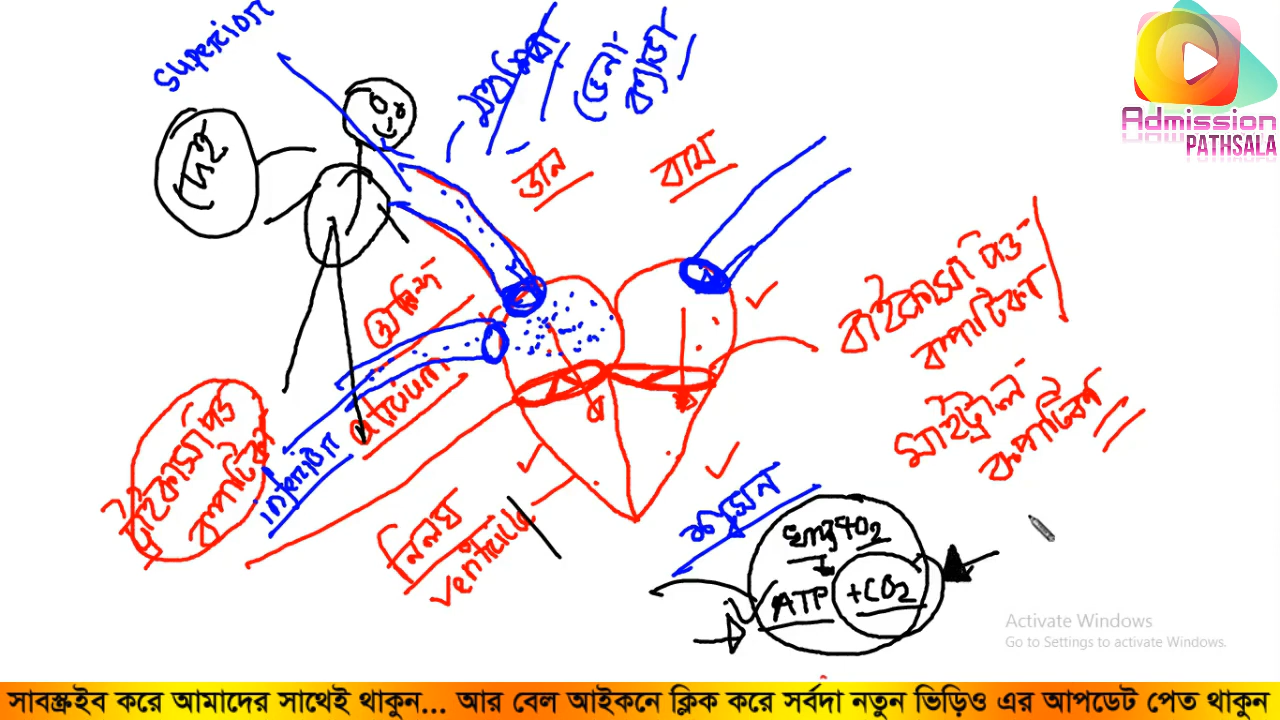 Superior
মহাশিরা
ভেনা
ক্যাভা
Admission
PATHSALA
দেহ
ডান
বাম
অলিন্দ
atrium
বাইকাসপিড
কপাটিকা
মাইট্রাল
কপাটিকা
ট্রাইকাসপিড
কপাটিকা
inferior
নিলয়
ventricle
খাদ্য+O2
ATP
+CO2
Activate Windows
Go to Settings to activate Windows.
সাবস্ক্রাইব করে আমাদের সাথেই থাকুন... আর বেল আইকনে ক্লিক করে সর্বদা নতুন ভিডিও এর আপডেট পেত থাকুন